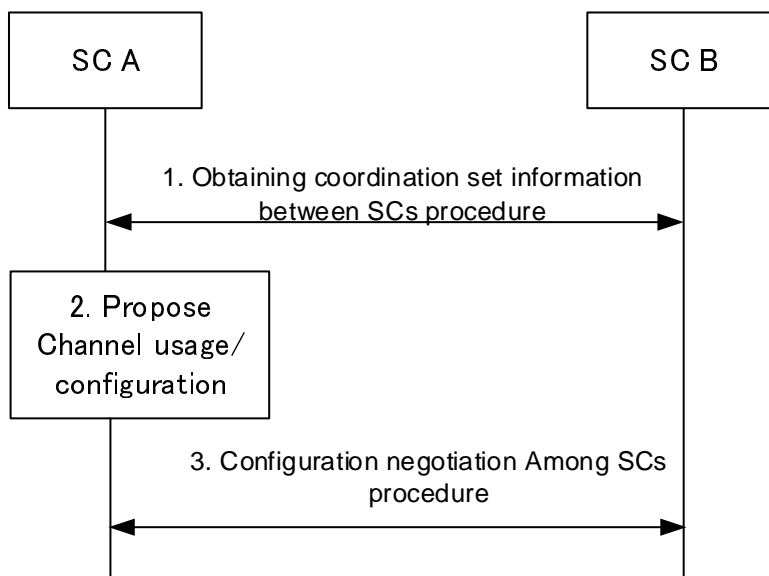 SC A
SC B
1. Obtaining coordination set information
between SCs procedure
2. Propose
Channel usage/
configuration
3. Configuration negotiation Among SCs
procedure